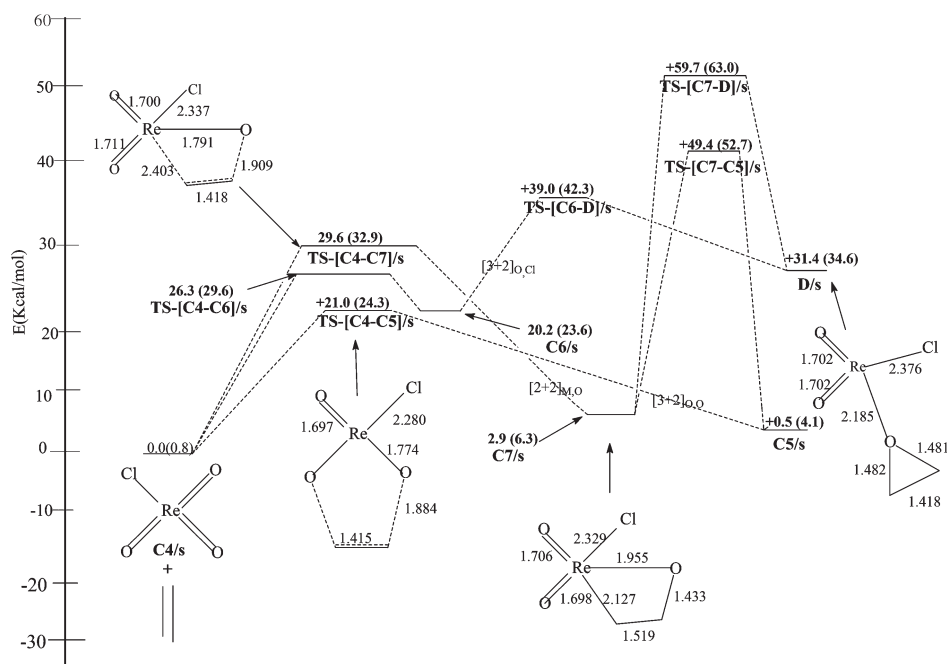 60
50
40
30
20
10
0
-10
-20
-30
E(Kcal/mol)
O
Cl
1.700
2.337
Re
O
1.791
1.711
O
2.403
1.909
1.418
+59.7 (63.0)
TS-[C7-D]/s
+49.4 (52.7)
TS-[C7-C5]/s
+39.0 (42.3)
TS-[C6-D]/s
29.6 (32.9)
TS-[C4-C7]/s
[3+2]O,Cl
26.3 (29.6)
TS-[C4-C6]/s
+21.0 (24.3)
TS-[C4-C5]/s
20.2 (23.6)
C6/s
+31.4 (34.6)
D/s
[2+2]M,O
[3+2]O,O
2.9 (6.3)
C7/s
+0.5 (4.1)
C5/s
0.0(0.8)
Cl
O
Re
O
O
C4/s
+
O
Cl
1.697
2.280
Re
1.774
O
O
1.884
1.415
O
Cl
2.329
1.706
1.955
Re
O
O
1.698
2.127
1.433
1.519
O
Cl
1.702
Re
2.376
1.702
O
2.185
O
1.481
1.482
1.418